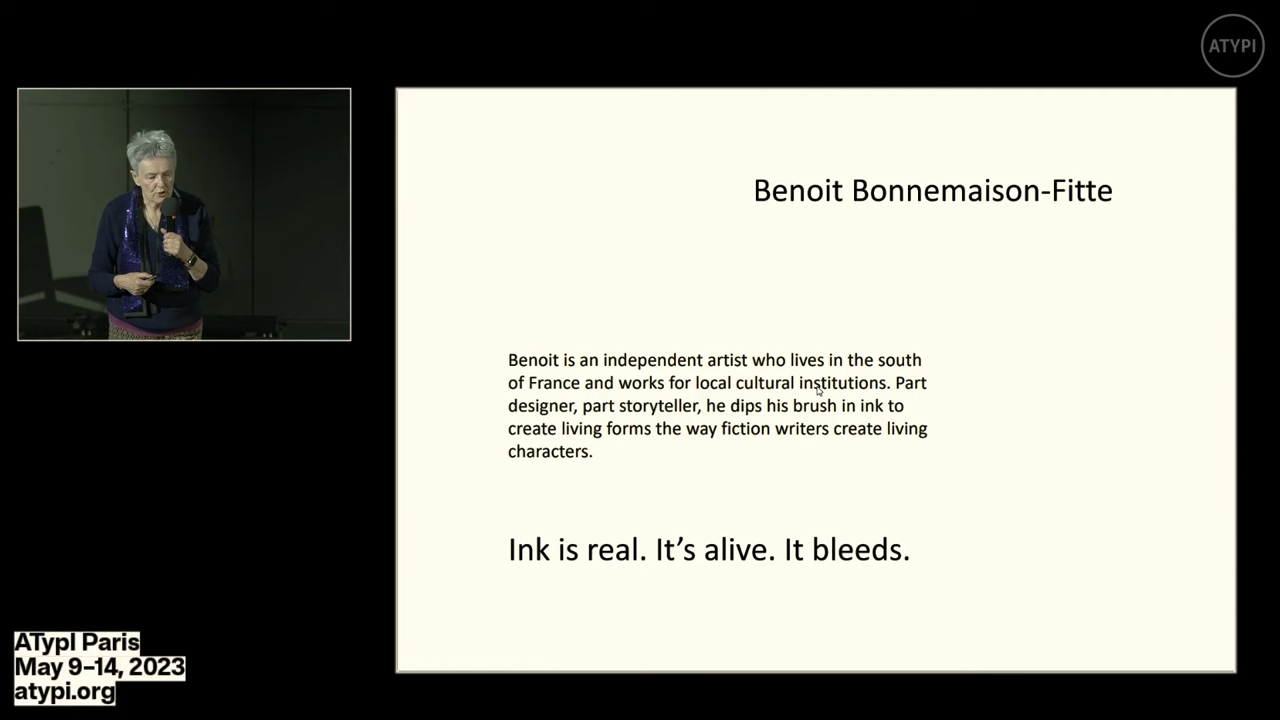 ATYPI
Benoit Bonnemaison-Fitte
Benoit is an independent artist who lives in the south
of France and works for local cultural institutions. Part
designer, part storyteller, he dips his brush in ink to
create living forms the way fiction writers create living
characters.
Ink is real. It’s alive. It bleeds.
ATypI Paris
May 9–14, 2023
atypi.org